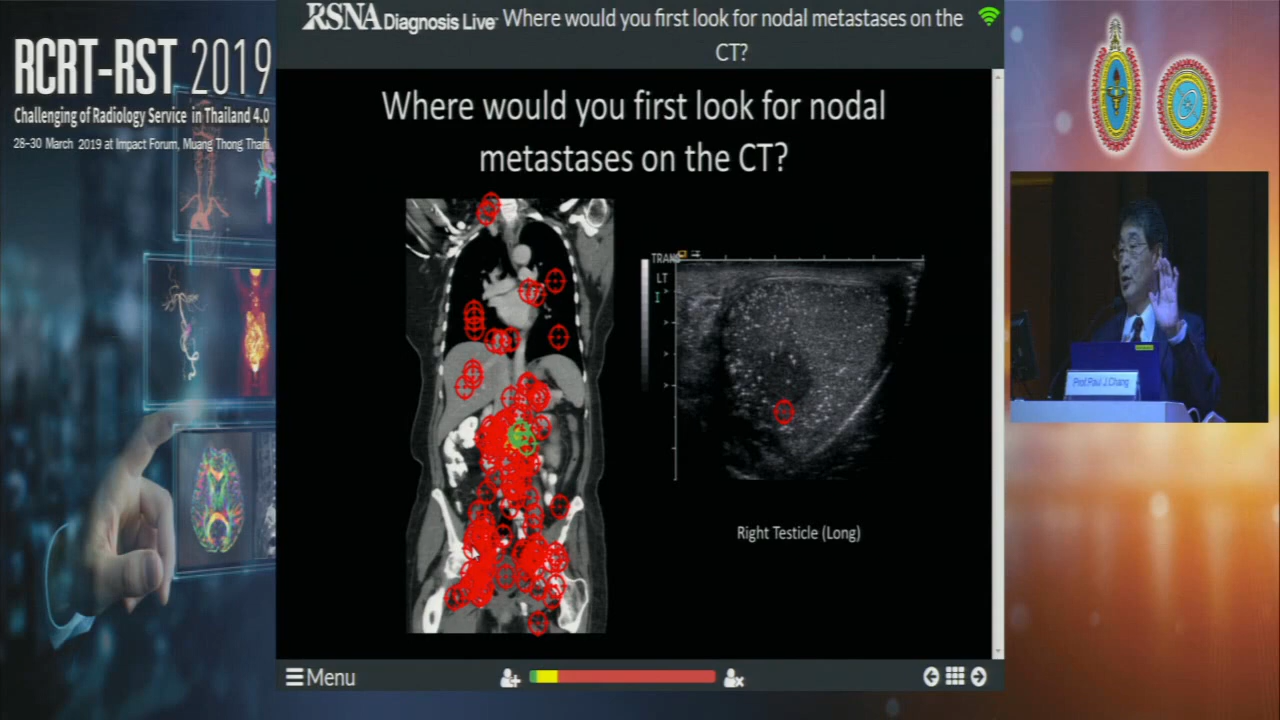 RCRT-RST 2019
Challenging of Radiology Service in Thailand 4.0
28-30 March 2019 at Impact Forum, Muang Thong Thani
RSNA Diagnosis Live™ Where would you first look for nodal metastases on the
CT?
Where would you first look for nodal
metastases on the CT?
TRANS
LT
Right Testicle (Long)
Prof.Paul J.Chang
Menu